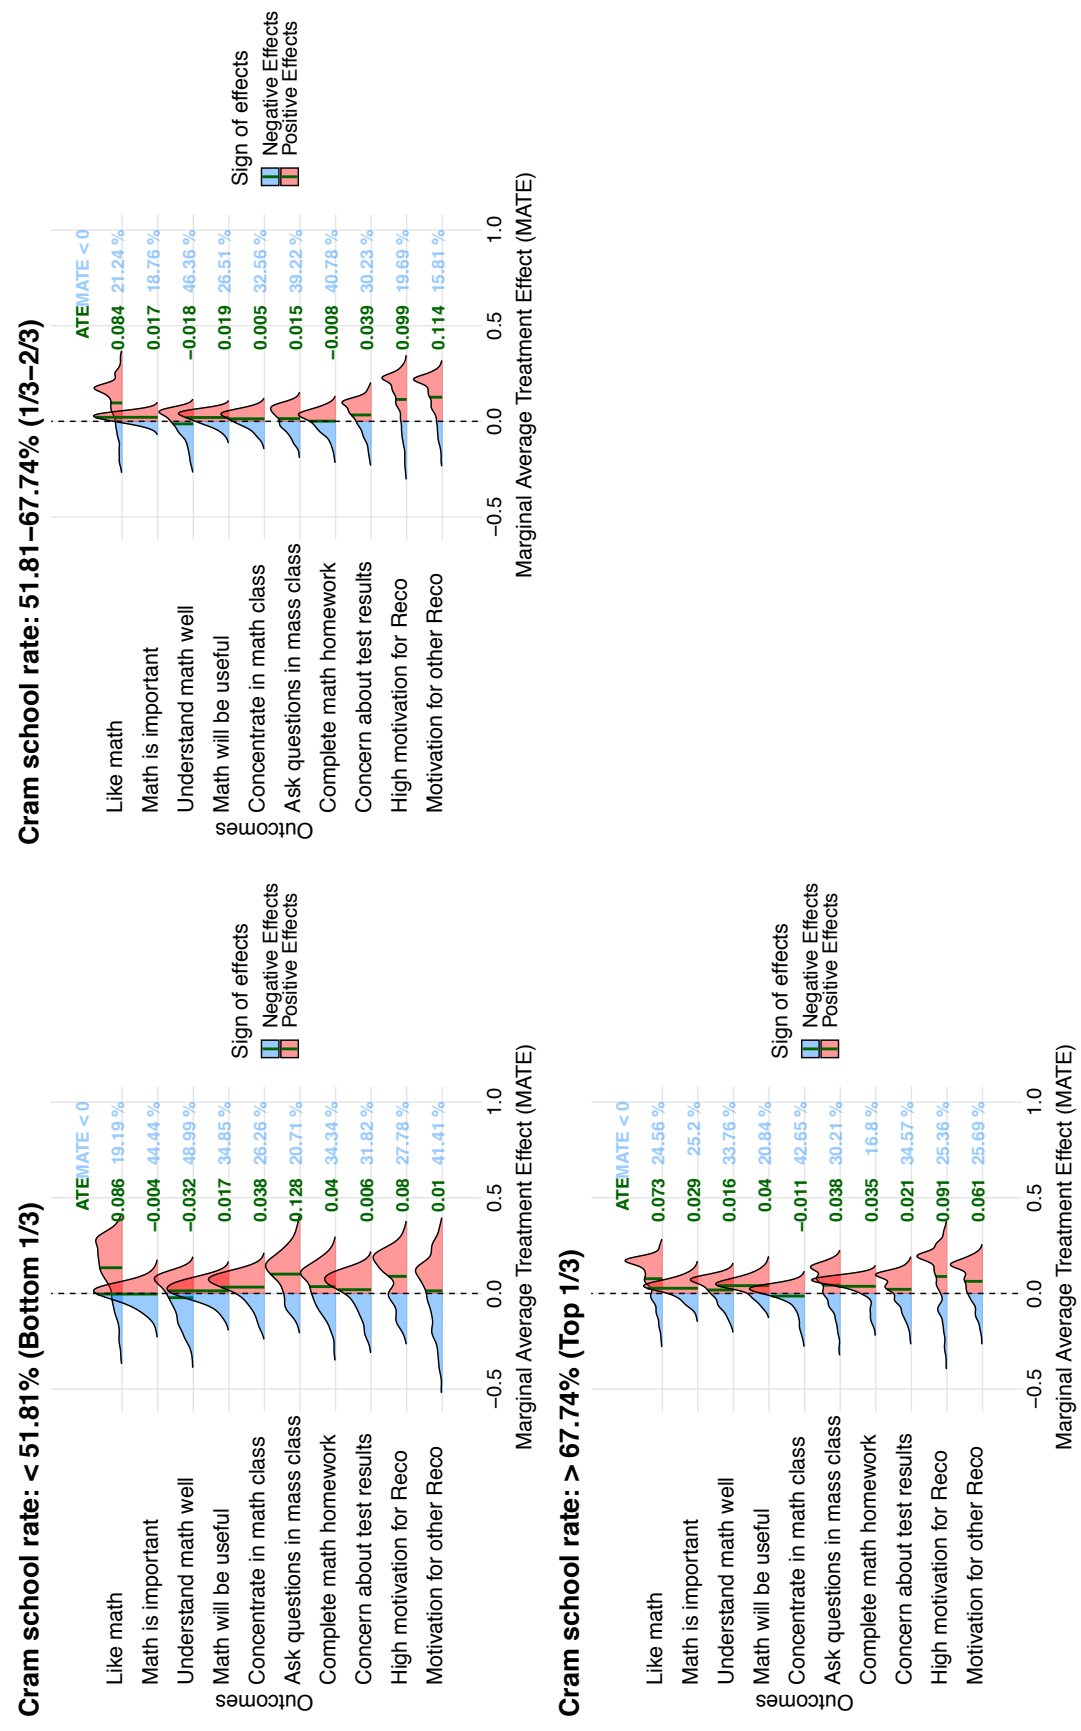 Cram school rate: < 51.81% (Bottom 1/3)
ATE MATE < 0
Like math 0.086 19.19 %
Math is important −0.004 44.44 %
Understand math well −0.032 48.99 %
Math will be useful 0.017 34.85 %
Concentrate in math class 0.038 26.26 %
Ask questions in mass class 0.128 20.71 %
Complete math homework 0.04 34.34 %
Concern about test results 0.006 31.82 %
High motivation for Reco 0.08 27.78 %
Motivation for other Reco 0.01 41.41 %
Outcomes
−0.5 0.0 0.5 1.0
Marginal Average Treatment Effect (MATE)
Sign of effects
Negative Effects
Positive Effects
Cram school rate: 51.81−67.74% (1/3−2/3)
ATE MATE < 0
Like math 0.084 21.24 %
Math is important 0.017 18.76 %
Understand math well −0.018 46.36 %
Math will be useful 0.019 26.51 %
Concentrate in math class 0.005 32.56 %
Ask questions in mass class 0.015 39.22 %
Complete math homework −0.008 40.78 %
Concern about test results 0.039 30.23 %
High motivation for Reco 0.099 19.69 %
Motivation for other Reco 0.114 15.81 %
Outcomes
−0.5 0.0 0.5 1.0
Marginal Average Treatment Effect (MATE)
Sign of effects
Negative Effects
Positive Effects
Cram school rate: > 67.74% (Top 1/3)
ATE MATE < 0
Like math 0.073 24.56 %
Math is important 0.029 25.2 %
Understand math well 0.016 33.76 %
Math will be useful 0.04 20.84 %
Concentrate in math class −0.011 42.65 %
Ask questions in mass class 0.038 30.21 %
Complete math homework 0.035 16.8 %
Concern about test results 0.021 34.57 %
High motivation for Reco 0.091 25.36 %
Motivation for other Reco 0.061 25.69 %
Outcomes
−0.5 0.0 0.5 1.0
Marginal Average Treatment Effect (MATE)
Sign of effects
Negative Effects
Positive Effects